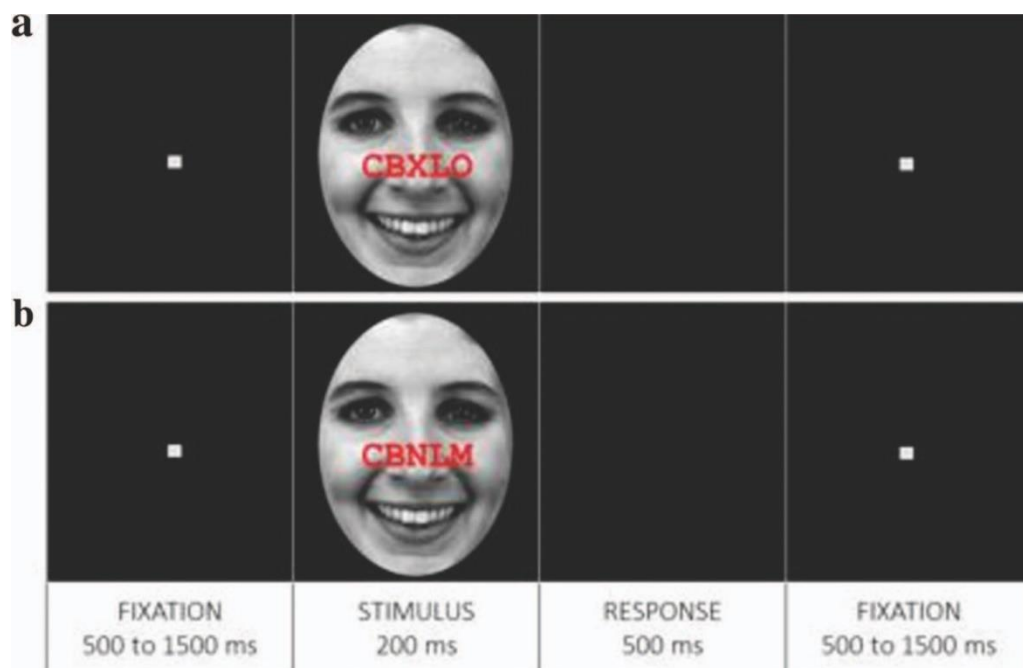 a
CBXLO
b
CBNLM
FIXATION
500 to 1500 ms
STIMULUS
200 ms
RESPONSE
500 ms
FIXATION
500 to 1500 ms